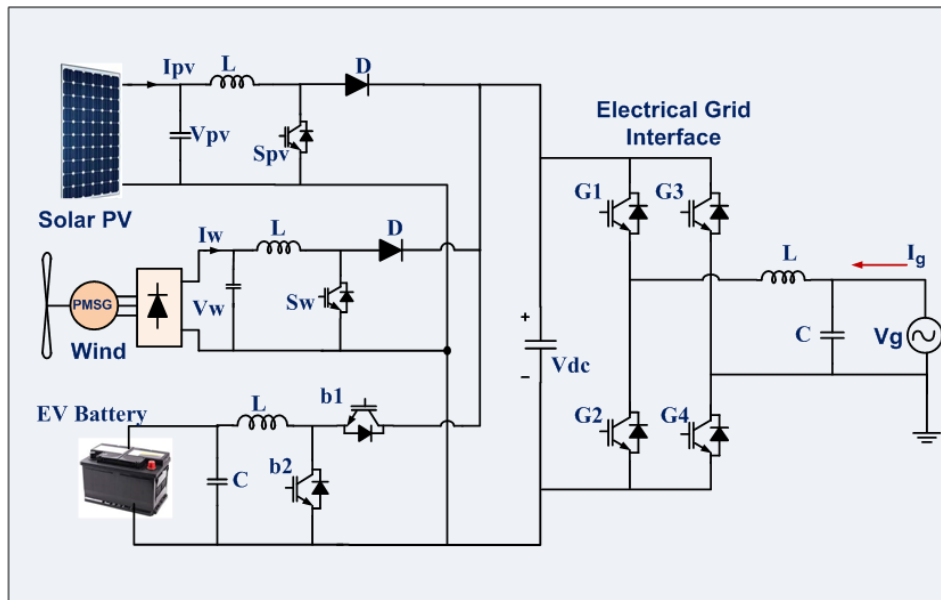 Ipv
L
D
Vpv
Spv
Solar PV
Iw
L
D
Vw
Sw
PMSG
Wind
EV Battery
L
b1
b2
C
+
Vdc
−
Electrical Grid
Interface
G1
G3
G2
G4
L
Ig
C
Vg